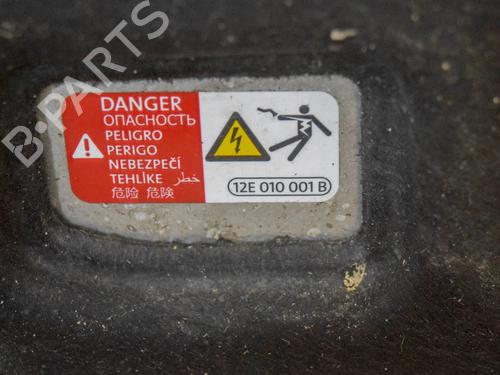 B-PARTS
DANGER
ОПАСНОСТЬ
PELIGRO
PERIGO
NEBEZPEČÍ
TEHLİKE خطر
危险 危険
12E 010 001 B